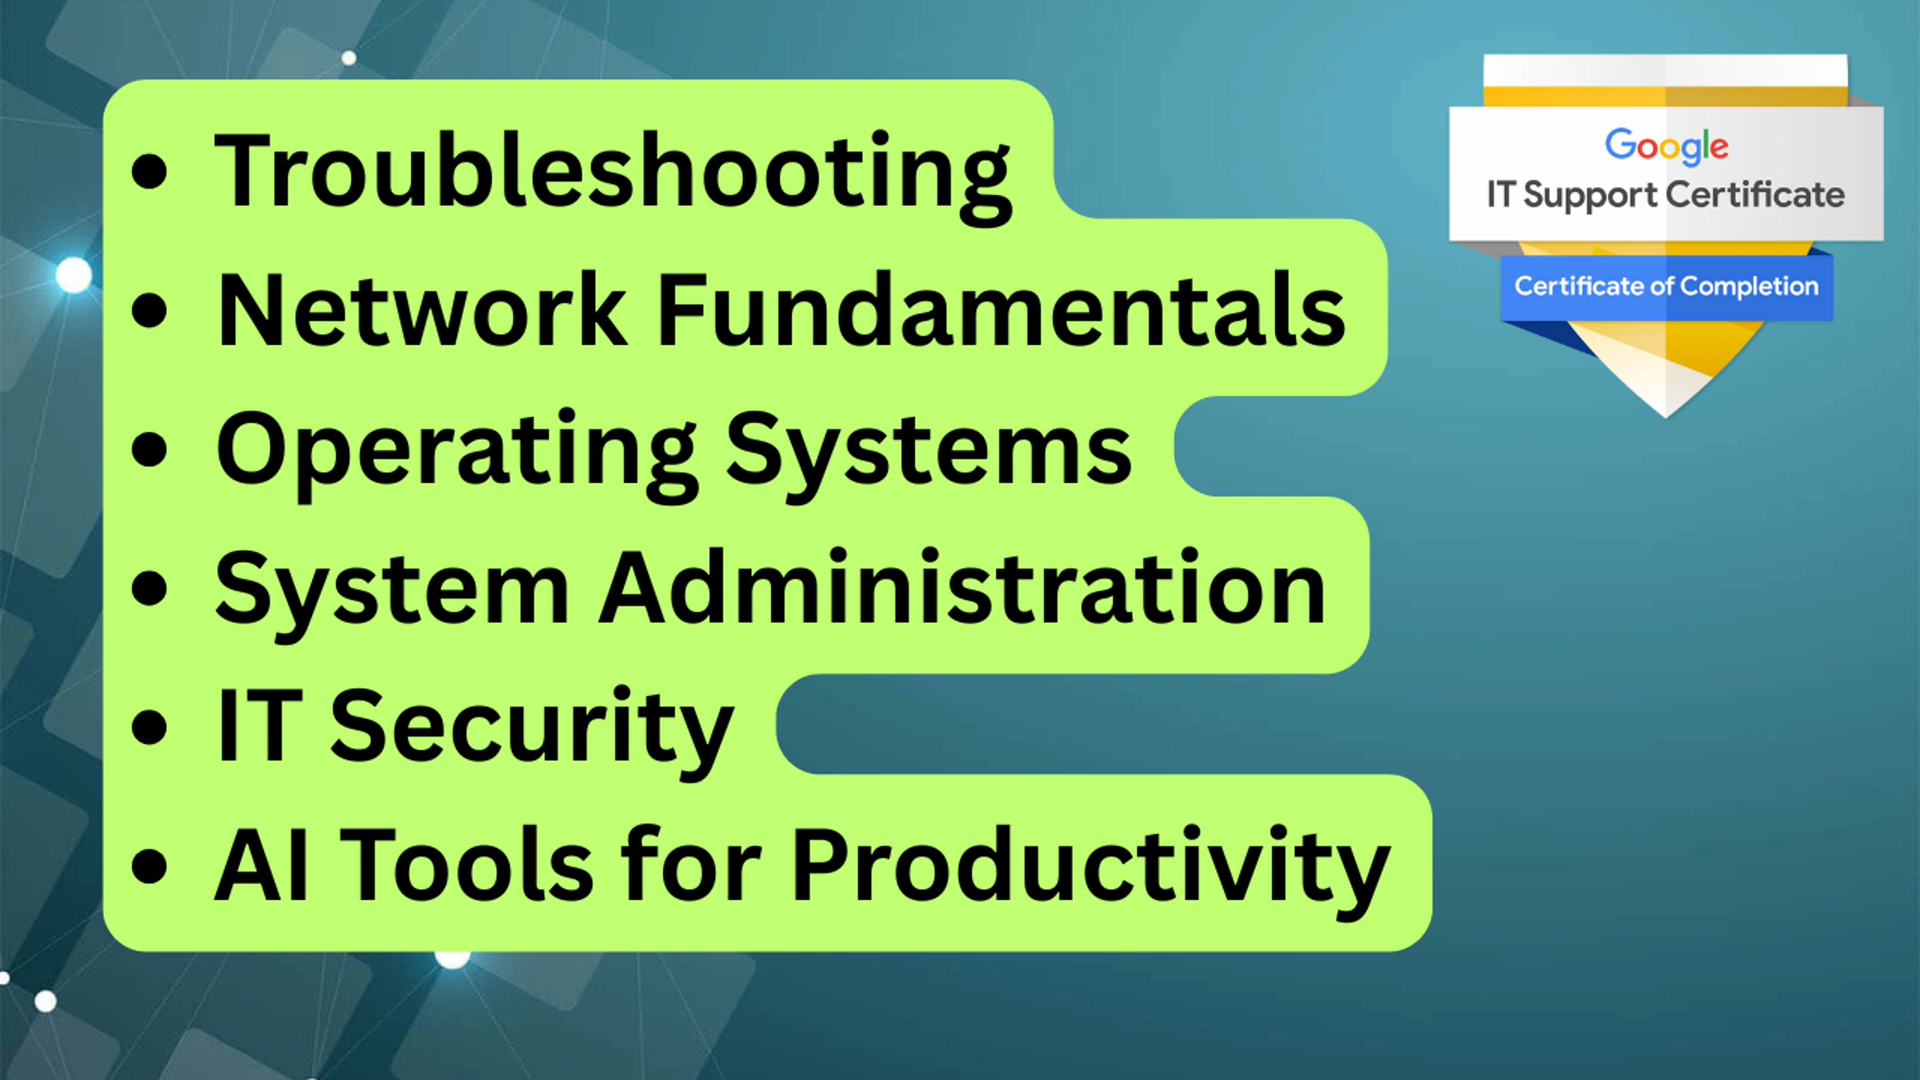 • Troubleshooting
• Network Fundamentals
• Operating Systems
• System Administration
• IT Security
• AI Tools for Productivity
Google
IT Support Certificate
Certificate of Completion